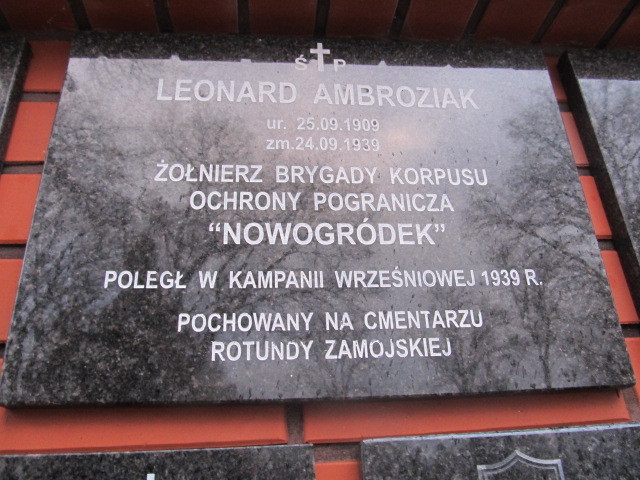 Ś P
LEONARD AMBROZIAK
ur. 25.09.1909
zm.24.09.1939
ŻOŁNIERZ BRYGADY KORPUSU
OCHRONY POGRANICZA
“NOWOGRÓDEK”
POLEGŁ W KAMPANII WRZEŚNIOWEJ 1939 R.
POCHOWANY NA CMENTARZU
ROTUNDY ZAMOJSKIEJ